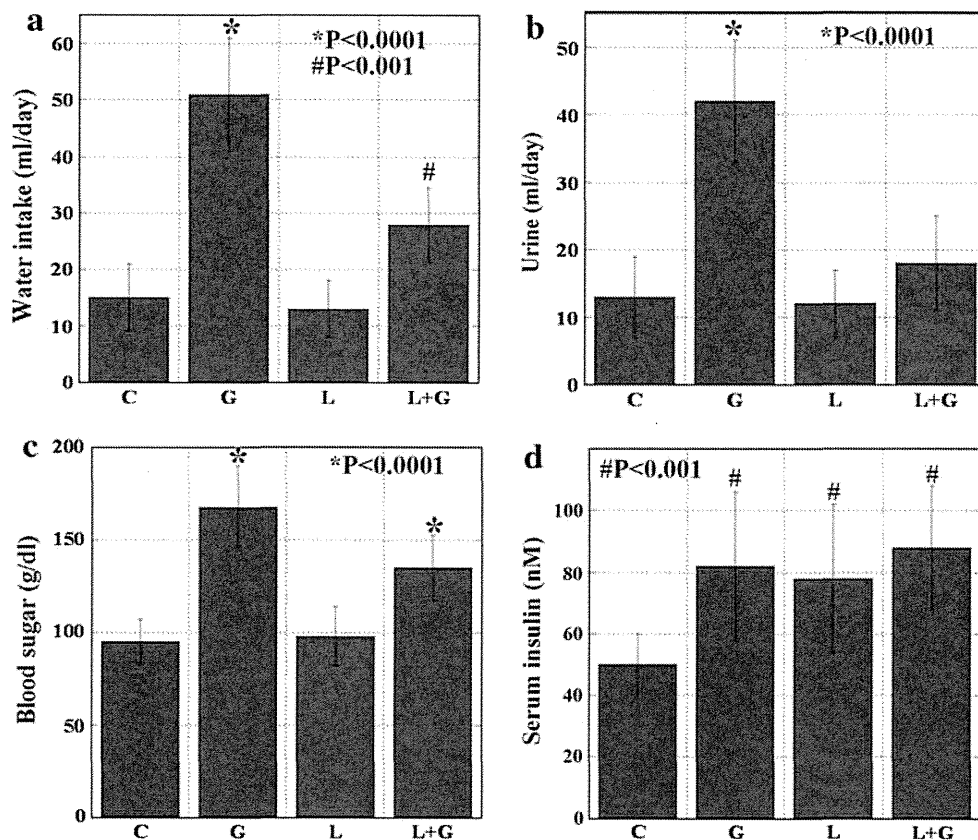 a
*P<0.0001
#P<0.001
Water intake (ml/day)
60
50
40
30
20
10
0
*
#
C G L L+G
b
*P<0.0001
Urine (ml/day)
50
40
30
20
10
0
*
C G L L+G
c
*P<0.0001
Blood sugar (g/dl)
200
150
100
50
0
*
*
C G L L+G
d
#P<0.001
Serum insulin (nM)
100
80
60
40
20
0
# # #
C G L L+G